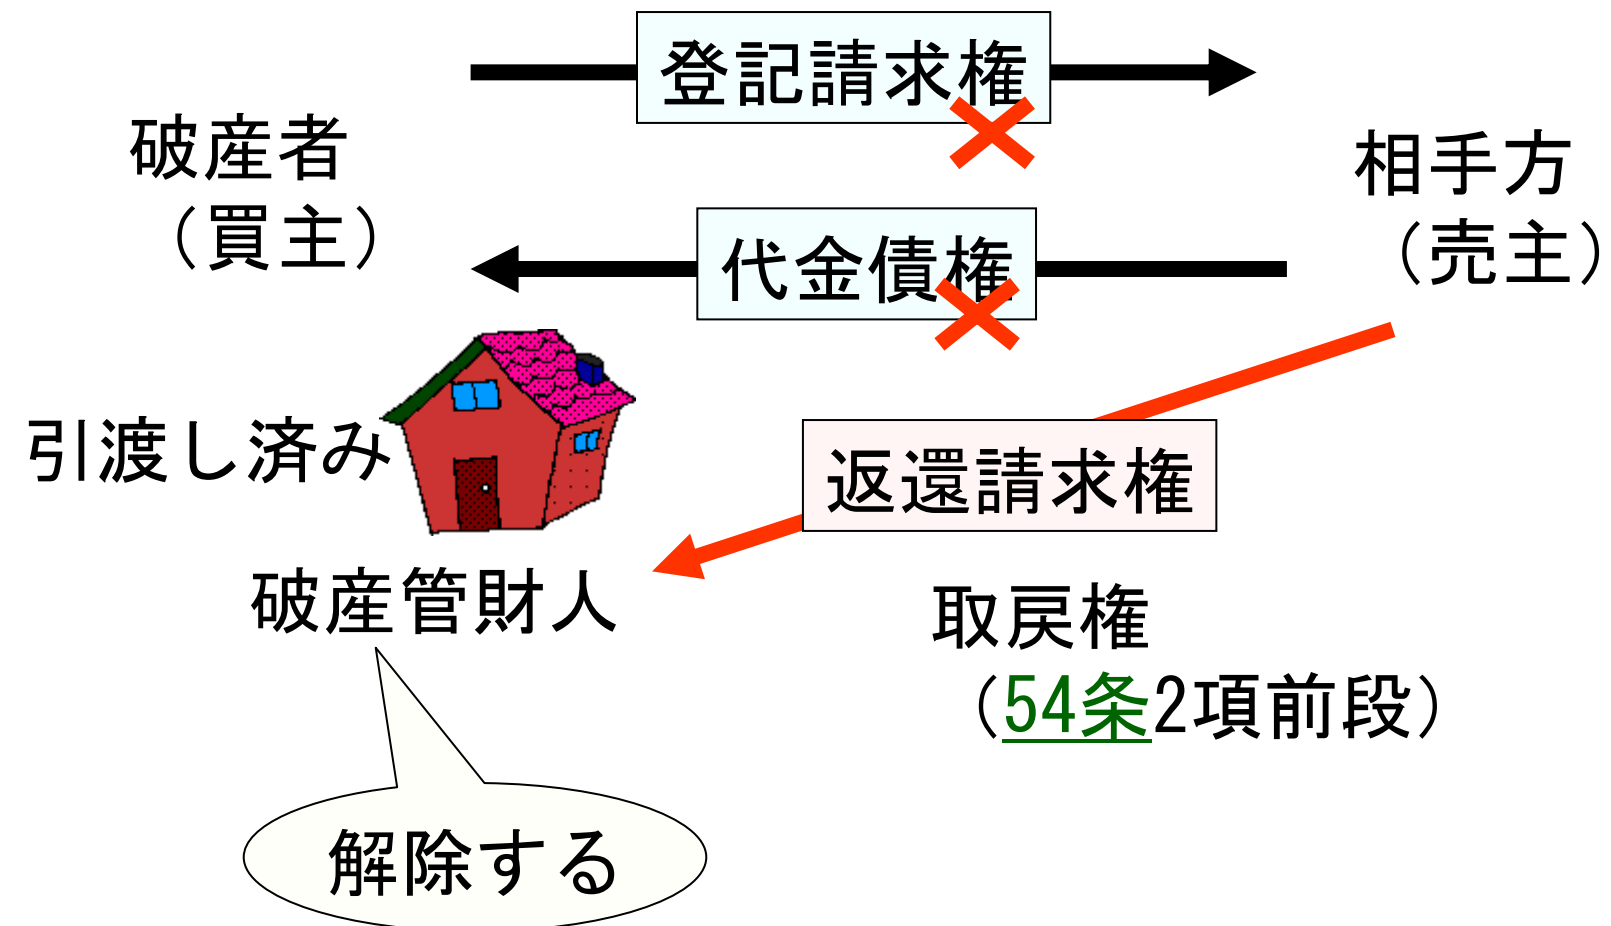 登記請求権
破産者
（買主）
相手方
（売主）
代金債権
引渡し済み
返還請求権
破産管財人
取戻権
（54条2項前段）
解除する